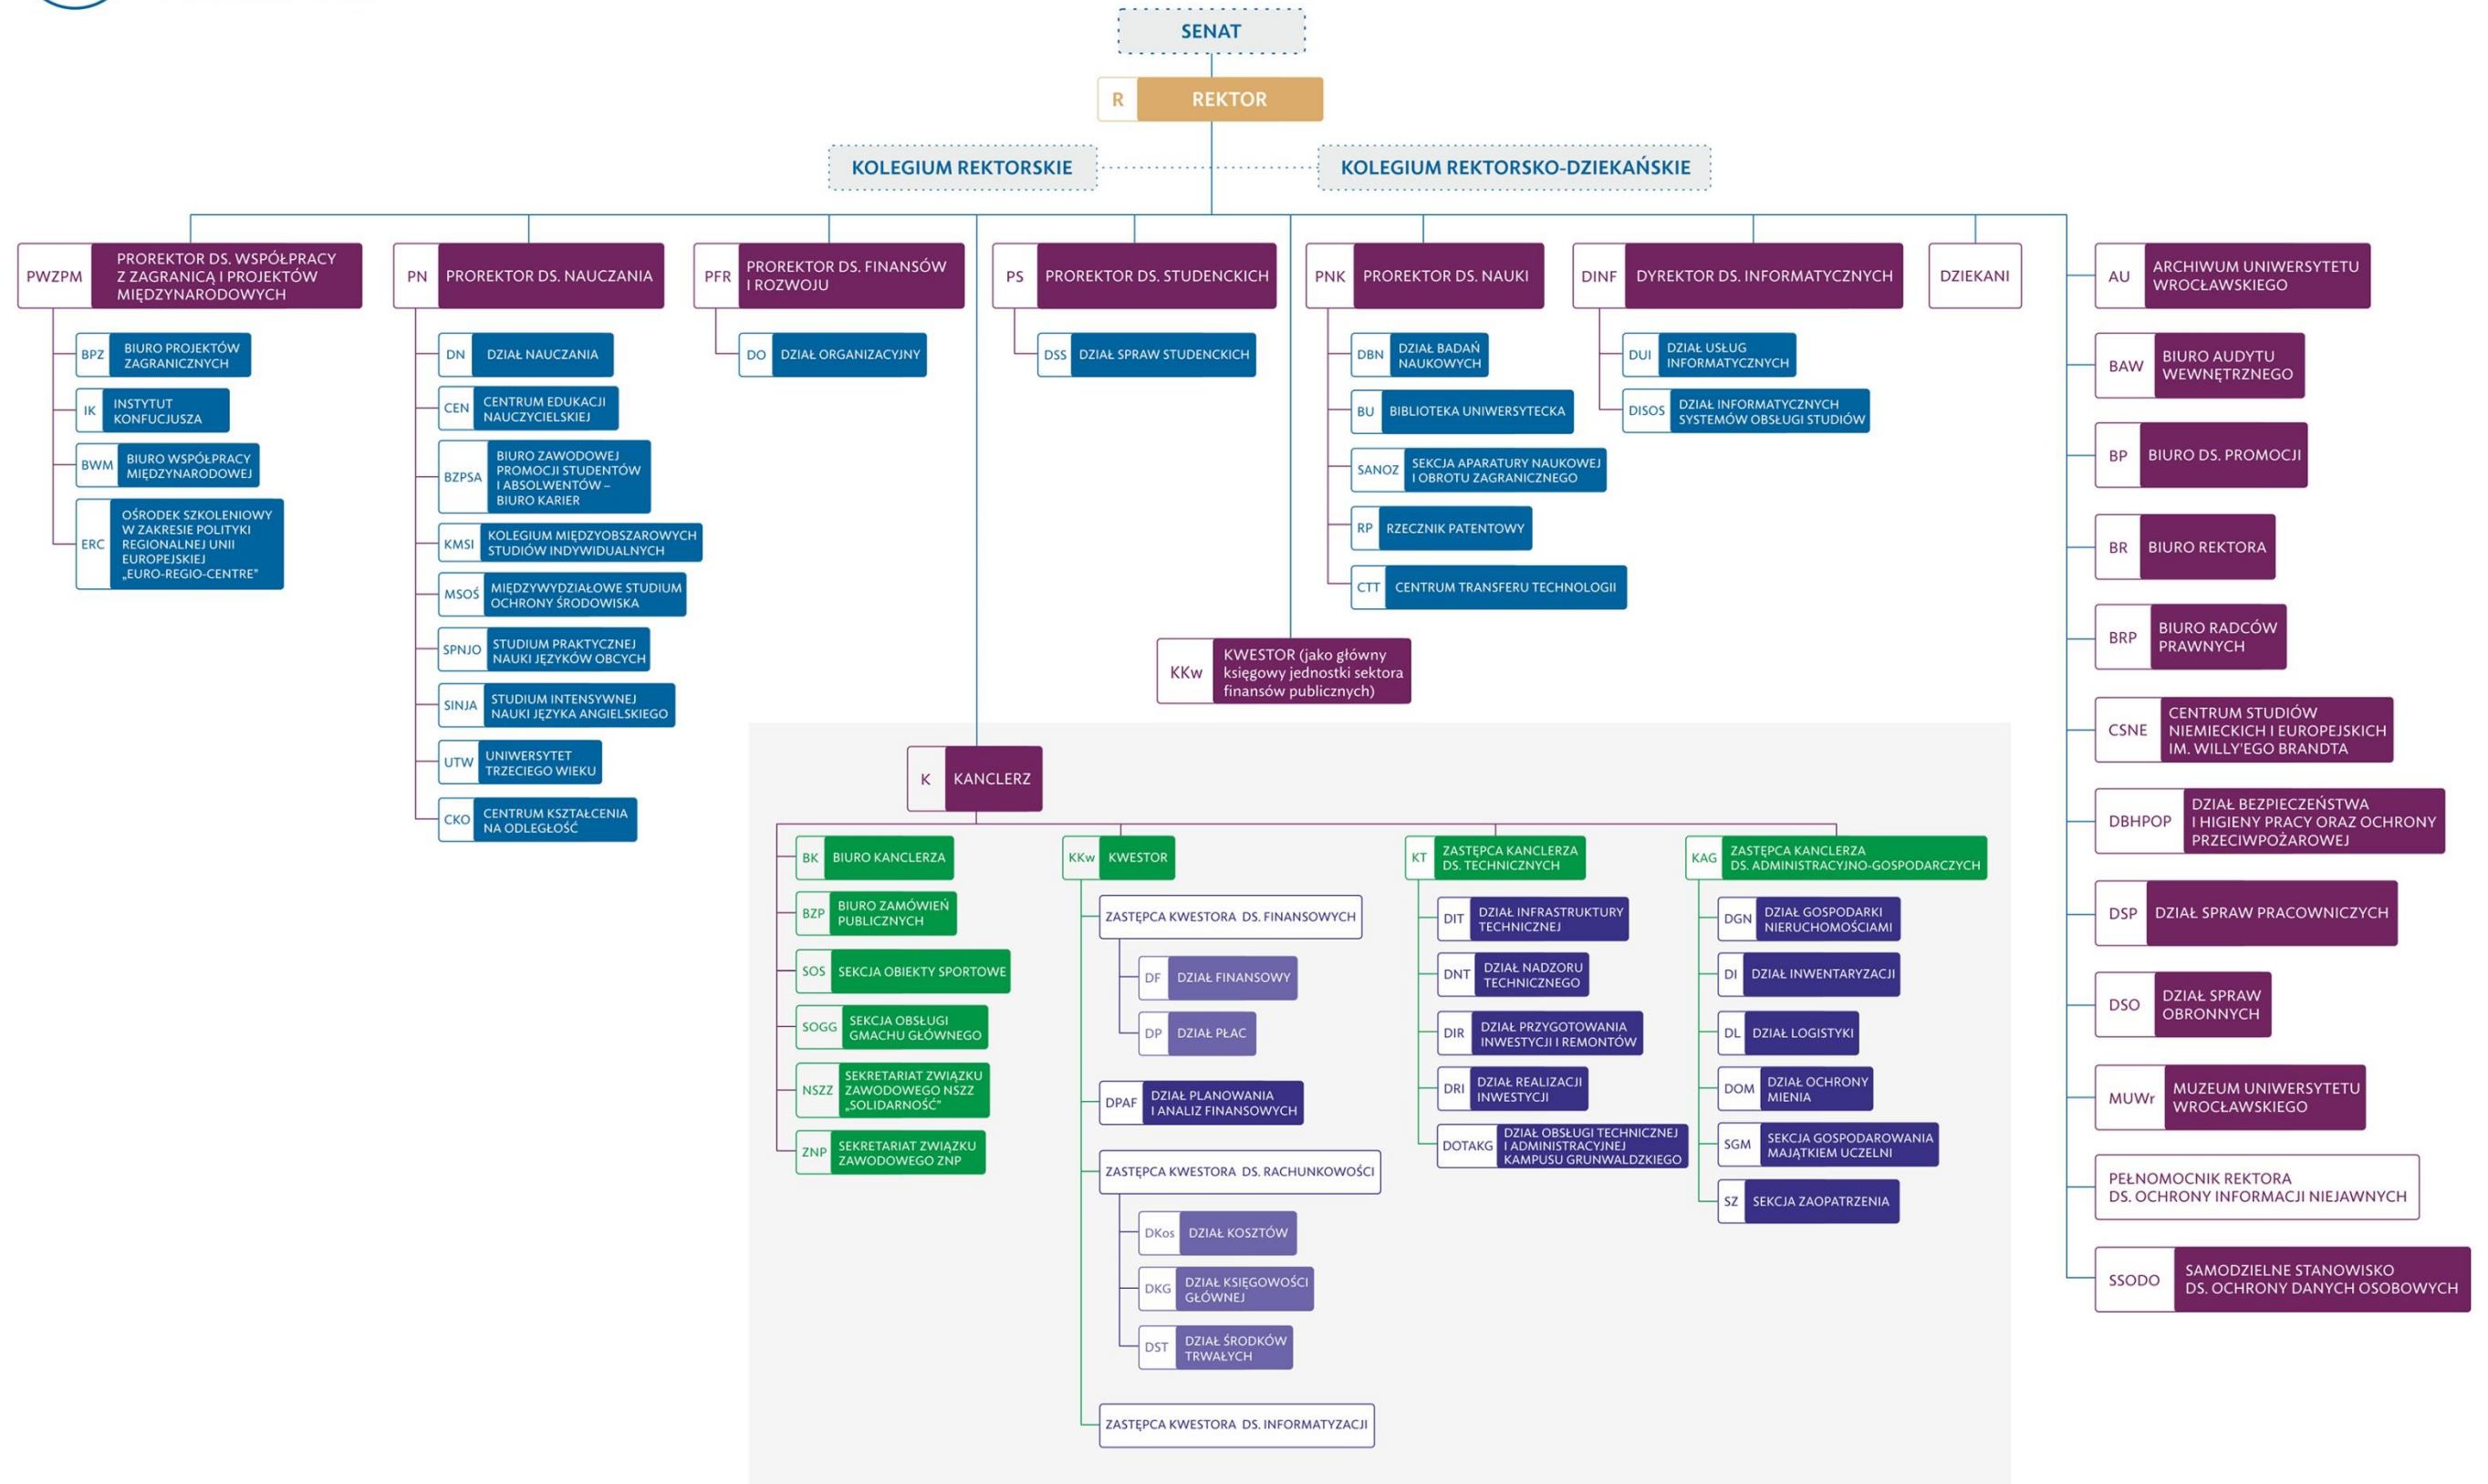 SENAT
R REKTOR
KOLEGIUM REKTORSKIE
KOLEGIUM REKTORSKO-DZIEKAŃSKIE
PWZPM
PROREKTOR DS. WSPÓŁPRACY
Z ZAGRANICĄ I PROJEKTÓW
MIĘDZYNARODOWYCH
BPZ
BIURO PROJEKTÓW
ZAGRANICZNYCH
IK
INSTYTUT
KONFUCJUSZA
BWM
BIURO WSPÓŁPRACY
MIĘDZYNARODOWEJ
ERC
OŚRODEK SZKOLENIOWY
W ZAKRESIE POLITYKI
REGIONALNEJ UNII
EUROPEJSKIEJ
„EURO-REGIO-CENTRE”
PN PROREKTOR DS. NAUCZANIA
DN DZIAŁ NAUCZANIA
CEN
CENTRUM EDUKACJI
NAUCZYCIELSKIEJ
BZPSA
BIURO ZAWODOWEJ
PROMOCJI STUDENTÓW
I ABSOLWENTÓW –
BIURO KARIER
KMSI
KOLEGIUM MIĘDZYOBSZAROWYCH
STUDIÓW INDYWIDUALNYCH
MSOŚ
MIĘDZYWYDZIAŁOWE STUDIUM
OCHRONY ŚRODOWISKA
SPNJO
STUDIUM PRAKTYCZNEJ
NAUKI JĘZYKÓW OBCYCH
SINJA
STUDIUM INTENSYWNEJ
NAUKI JĘZYKA ANGIELSKIEGO
UTW
UNIWERSYTET
TRZECIEGO WIEKU
CKO
CENTRUM KSZTAŁCENIA
NA ODLEGŁOŚĆ
PFR
PROREKTOR DS. FINANSÓW
I ROZWOJU
DO DZIAŁ ORGANIZACYJNY
PS PROREKTOR DS. STUDENCKICH
DSS DZIAŁ SPRAW STUDENCKICH
PNK PROREKTOR DS. NAUKI
DBN
DZIAŁ BADAŃ
NAUKOWYCH
BU BIBLIOTEKA UNIWERSYTECKA
SANOZ
SEKCJA APARATURY NAUKOWEJ
I OBROTU ZAGRANICZNEGO
RP RZECZNIK PATENTOWY
CTT CENTRUM TRANSFERU TECHNOLOGII
DINF DYREKTOR DS. INFORMATYCZNYCH
DUI
DZIAŁ USŁUG
INFORMATYCZNYCH
DISOS
DZIAŁ INFORMATYCZNYCH
SYSTEMÓW OBSŁUGI STUDIÓW
DZIEKANI
KKw
KWESTOR (jako główny
księgowy jednostki sektora
finansów publicznych)
K KANCLERZ
BK BIURO KANCLERZA
BZP
BIURO ZAMÓWIEŃ
PUBLICZNYCH
SOS SEKCJA OBIEKTY SPORTOWE
SOGG
SEKCJA OBSŁUGI
GMACHU GŁÓWNEGO
NSZZ
SEKRETARIAT ZWIĄZKU
ZAWODOWEGO NSZZ
„SOLIDARNOŚĆ”
ZNP
SEKRETARIAT ZWIĄZKU
ZAWODOWEGO ZNP
KKw KWESTOR
ZASTĘPCA KWESTORA DS. FINANSOWYCH
DF DZIAŁ FINANSOWY
DP DZIAŁ PŁAC
DPAF
DZIAŁ PLANOWANIA
I ANALIZ FINANSOWYCH
ZASTĘPCA KWESTORA DS. RACHUNKOWOŚCI
DKos DZIAŁ KOSZTÓW
DKG
DZIAŁ KSIĘGOWOŚCI
GŁÓWNEJ
DST
DZIAŁ ŚRODKÓW
TRWAŁYCH
ZASTĘPCA KWESTORA DS. INFORMATYZACJI
KT
ZASTĘPCA KANCLERZA
DS. TECHNICZNYCH
DIT
DZIAŁ INFRASTRUKTURY
TECHNICZNEJ
DNT
DZIAŁ NADZORU
TECHNICZNEGO
DIR
DZIAŁ PRZYGOTOWANIA
INWESTYCJI I REMONTÓW
DRI
DZIAŁ REALIZACJI
INWESTYCJI
DOTAKG
DZIAŁ OBSŁUGI TECHNICZNEJ
I ADMINISTRACYJNEJ
KAMPUSU GRUNWALDZKIEGO
KAG
ZASTĘPCA KANCLERZA
DS. ADMINISTRACYJNO-GOSPODARCZYCH
DGN
DZIAŁ GOSPODARKI
NIERUCHOMOŚCIAMI
DI DZIAŁ INWENTARYZACJI
DL DZIAŁ LOGISTYKI
DOM
DZIAŁ OCHRONY
MIENIA
SGM
SEKCJA GOSPODAROWANIA
MAJĄTKIEM UCZELNI
SZ SEKCJA ZAOPATRZENIA
AU
ARCHIWUM UNIWERSYTETU
WROCŁAWSKIEGO
BAW
BIURO AUDYTU
WEWNĘTRZNEGO
BP BIURO DS. PROMOCJI
BR BIURO REKTORA
BRP
BIURO RADCÓW
PRAWNYCH
CSNE
CENTRUM STUDIÓW
NIEMIECKICH I EUROPEJSKICH
IM. WILLY'EGO BRANDTA
DBHPOP
DZIAŁ BEZPIECZEŃSTWA
I HIGIENY PRACY ORAZ OCHRONY
PRZECIWPOŻAROWEJ
DSP DZIAŁ SPRAW PRACOWNICZYCH
DSO
DZIAŁ SPRAW
OBRONNYCH
MUWr
MUZEUM UNIWERSYTETU
WROCŁAWSKIEGO
PEŁNOMOCNIK REKTORA
DS. OCHRONY INFORMACJI NIEJAWNYCH
SSODO
SAMODZIELNE STANOWISKO
DS. OCHRONY DANYCH OSOBOWYCH